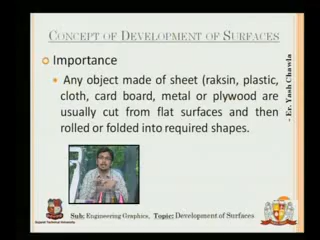 CONCEPT OF DEVELOPMENT OF SURFACES
Importance
Any object made of sheet (raksin, plastic,
cloth, card board, metal or plywood are
usually cut from flat surfaces and then
rolled or folded into required shapes.
- Er. Yash Chawla
Gujarat Technological University
Sub: Engineering Graphics, Topic: Development of Surfaces